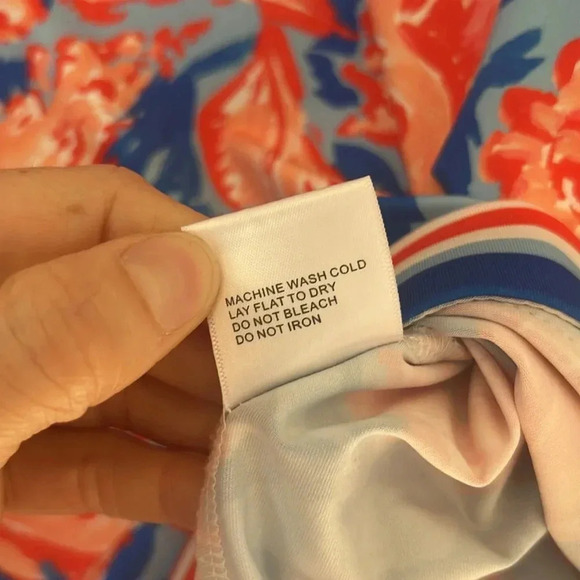 MACHINE WASH COLD
LAY FLAT TO DRY
DO NOT BLEACH
DO NOT IRON